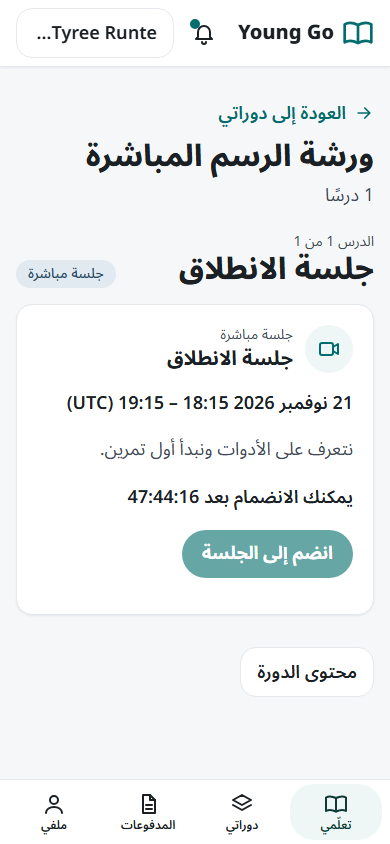 Young Go
Tyree Runte...
العودة إلى دوراتي
ورشة الرسم المباشرة
1 درسًا
الدرس 1 من 1
جلسة الانطلاق
جلسة مباشرة
جلسة مباشرة
جلسة الانطلاق
21 نوفمبر 2026 18:15 – 19:15 (UTC)
نتعرف على الأدوات ونبدأ أول تمرين.
يمكنك الانضمام بعد 47:44:16
انضم إلى الجلسة
محتوى الدورة
تعلّمي
دوراتي
المدفوعات
ملفي